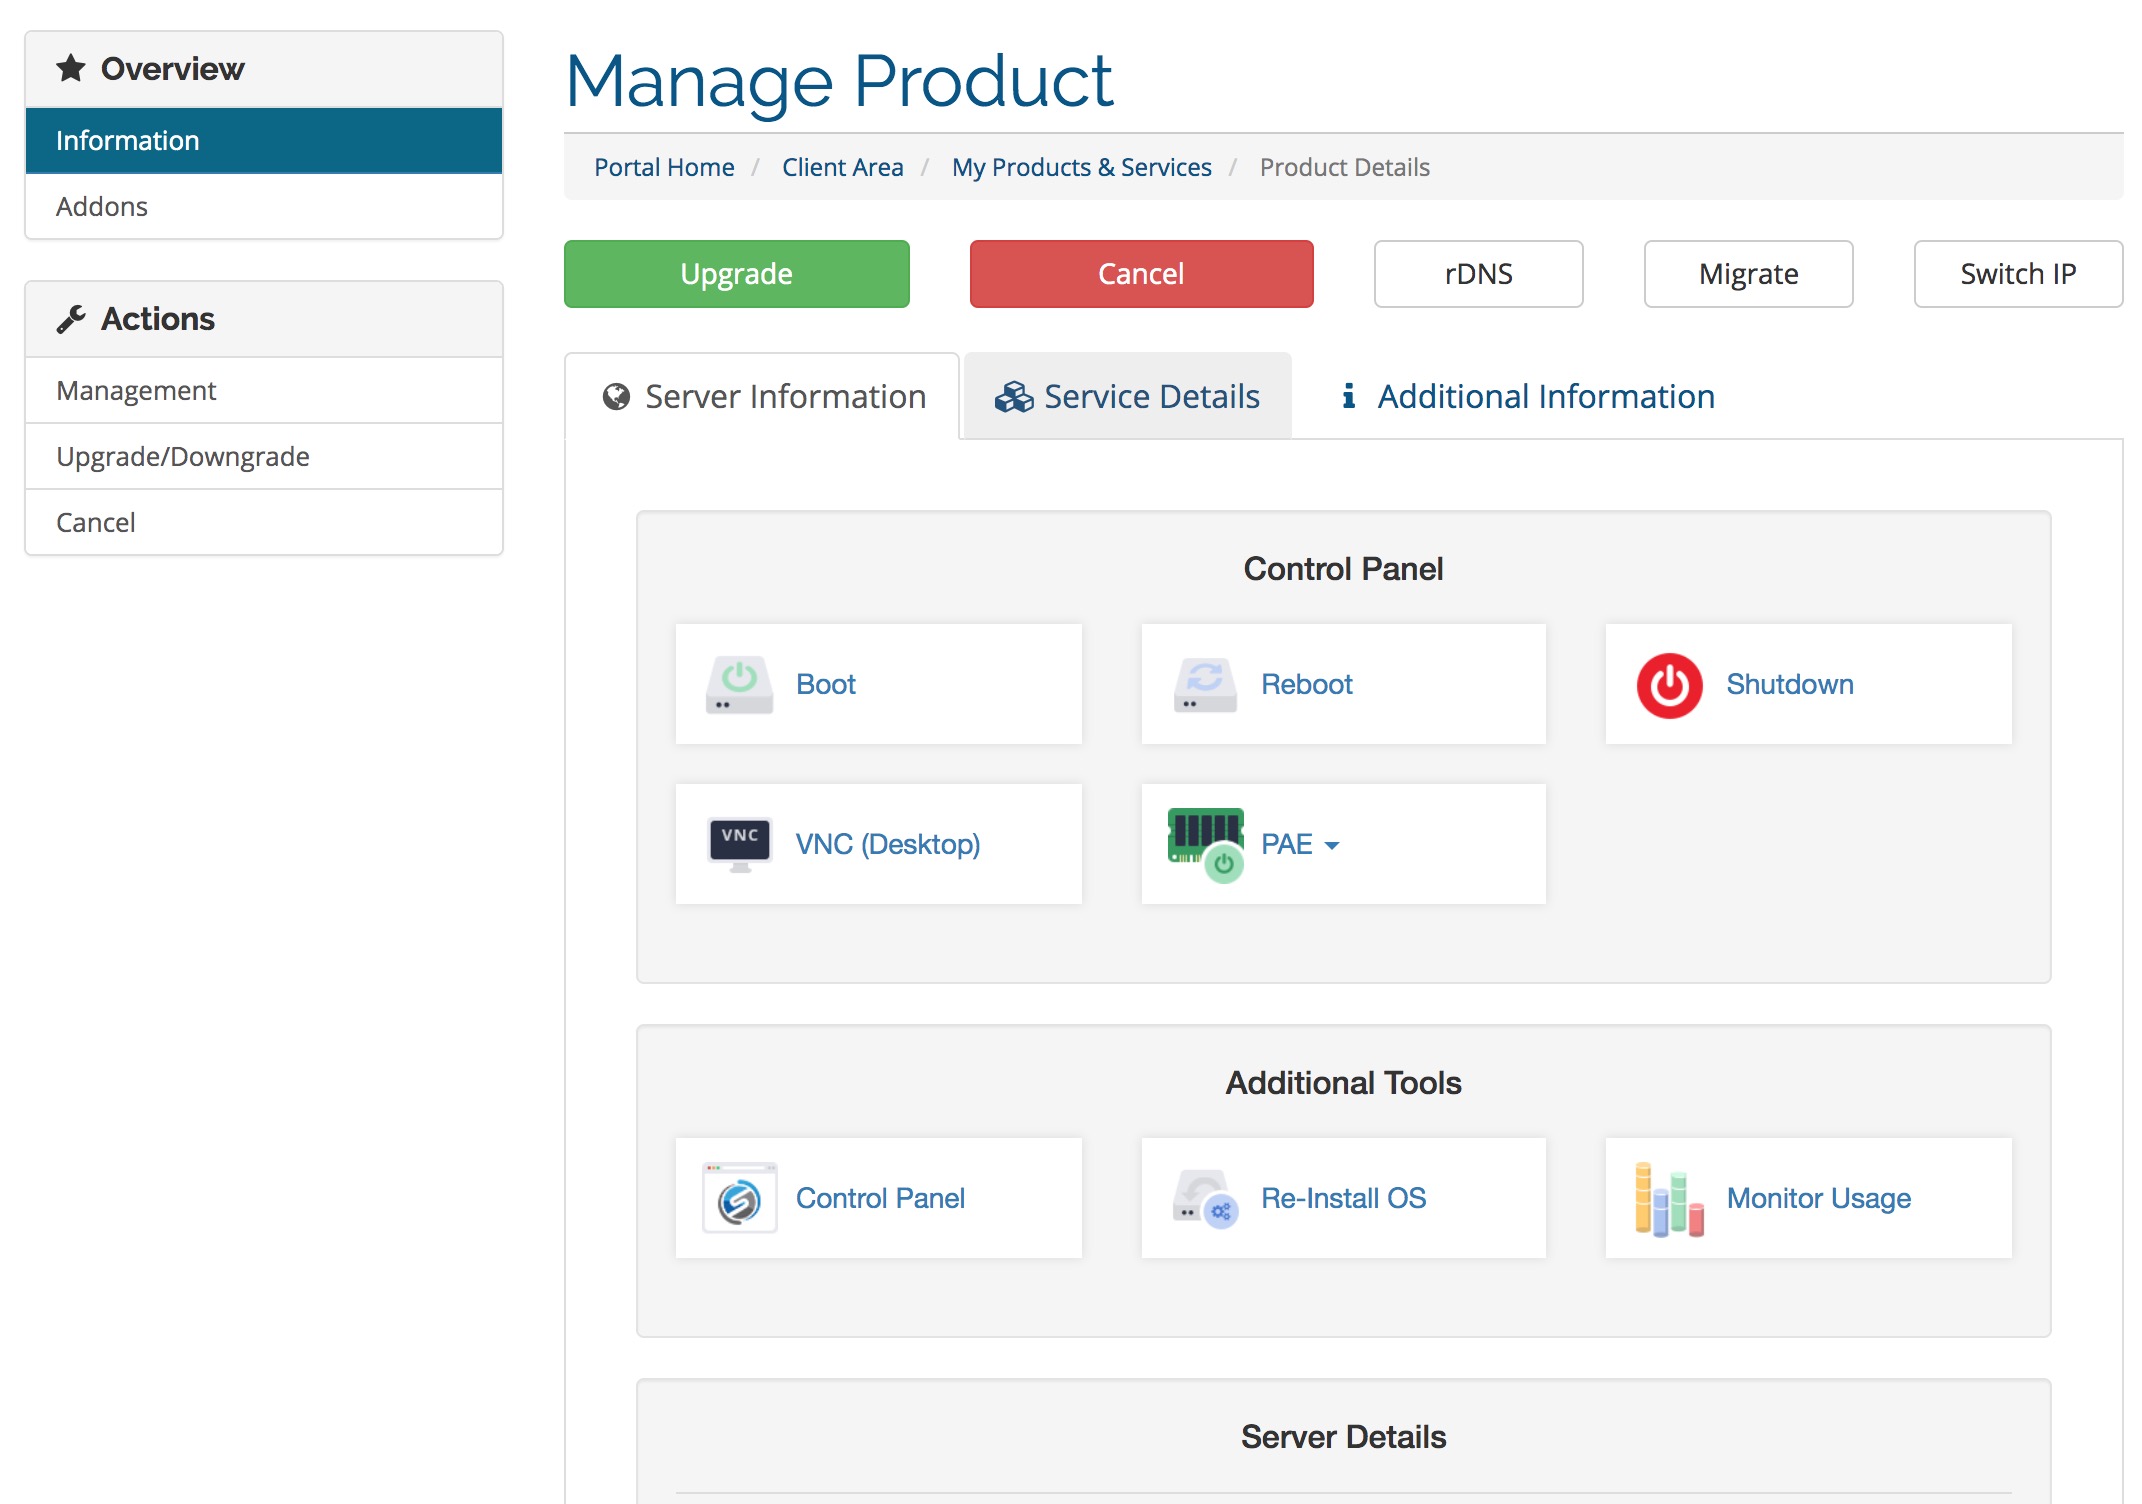 Overview
Information
Addons
Actions
Management
Upgrade/Downgrade
Cancel
Manage Product
Portal Home / Client Area / My Products & Services / Product Details
Upgrade Cancel rDNS Migrate Switch IP
Server Information Service Details Additional Information
Control Panel
Boot Reboot Shutdown
VNC VNC (Desktop) PAE
Additional Tools
Control Panel Re-Install OS Monitor Usage
Server Details